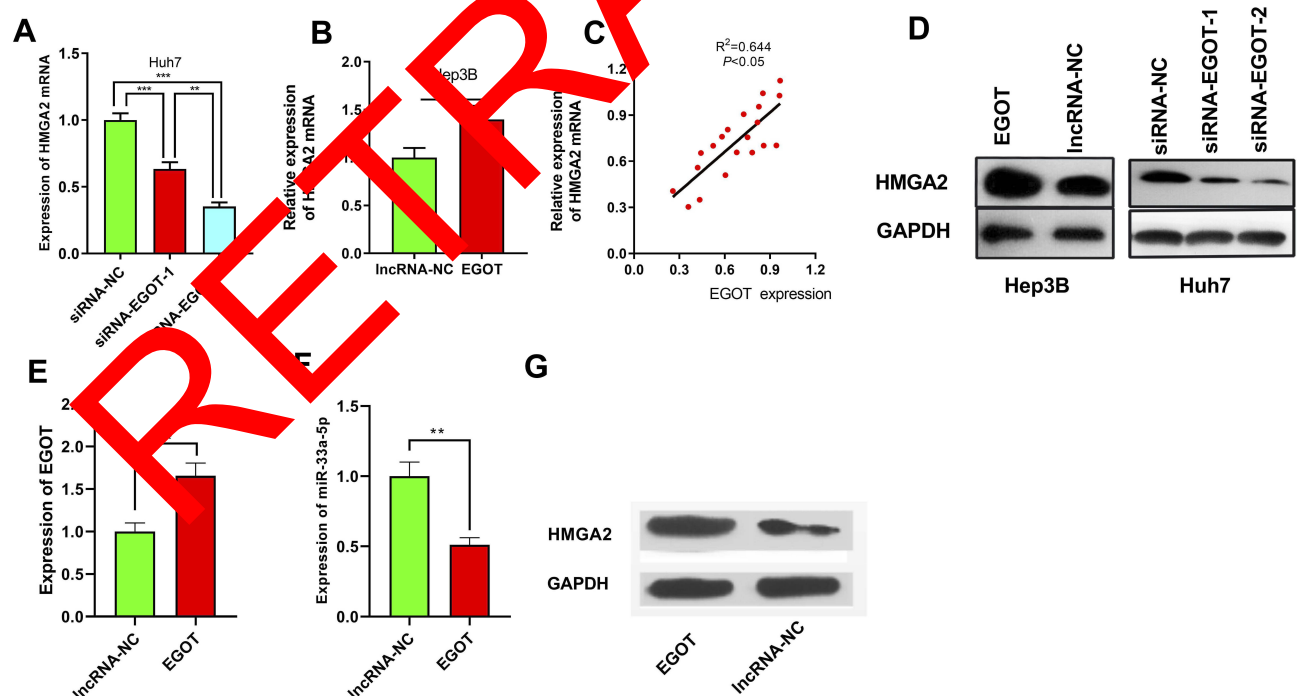 A
Expression of HMGA2 mRNA
1.5
1.0
0.5
0.0
Huh7
***
***
**
siRNA-NC
siRNA-EGOT-1
B
Relative expression
of HMGA2 mRNA
2.0
0.5
0.0
lncRNA-NC
EGOT
C
Relative expression
of HMGA2 mRNA
R²=0.644
P<0.05
1.2
0.9
0.6
0.3
0.0
0.0
0.3
0.6
0.9
1.2
EGOT expression
D
EGOT
lncRNA-NC
siRNA-NC
siRNA-EGOT-1
siRNA-EGOT-2
HMGA2
GAPDH
Hep3B
Huh7
E
Expression of EGOT
2.0
1.5
1.0
0.5
0.0
lncRNA-NC
EGOT
Expression of miR-33a-5p
1.5
1.0
0.5
0.0
**
lncRNA-NC
EGOT
G
HMGA2
GAPDH
EGOT
lncRNA-NC